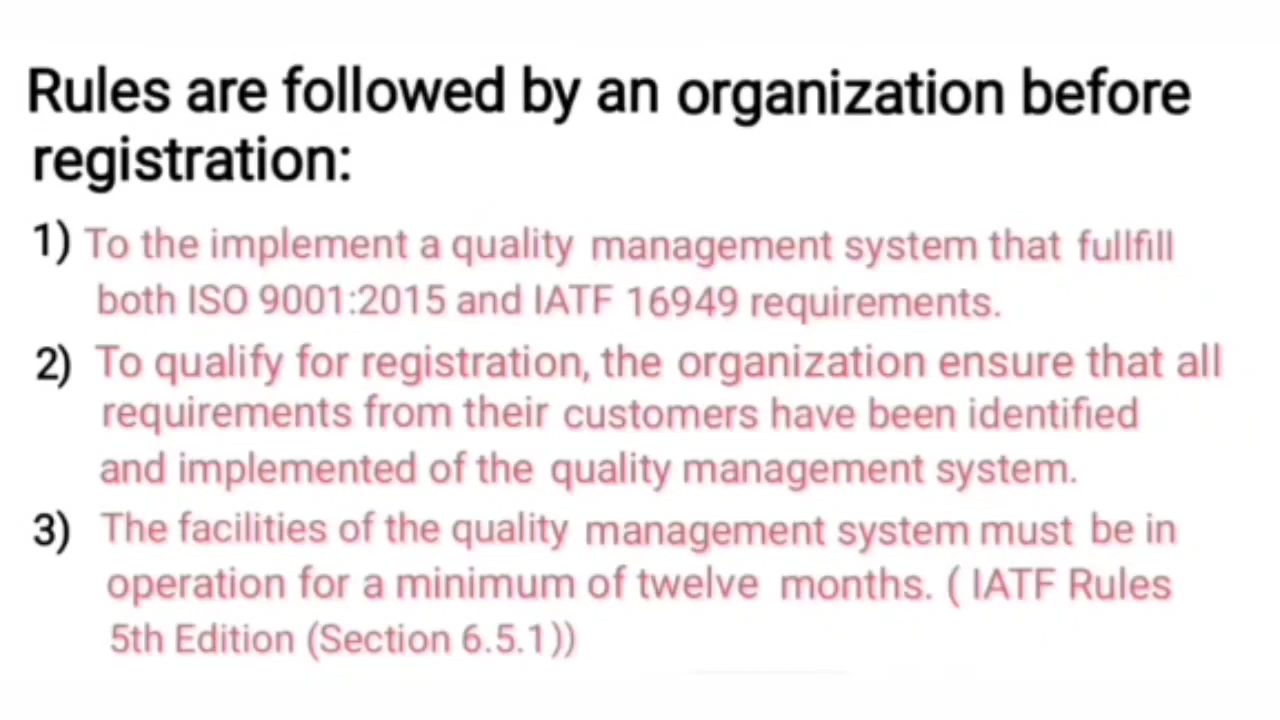 Rules are followed by an organization before
registration:
1) To the implement a quality management system that fullfill
both ISO 9001:2015 and IATF 16949 requirements.
2) To qualify for registration, the organization ensure that all
requirements from their customers have been identified
and implemented of the quality management system.
3) The facilities of the quality management system must be in
operation for a minimum of twelve months. ( IATF Rules
5th Edition (Section 6.5.1))